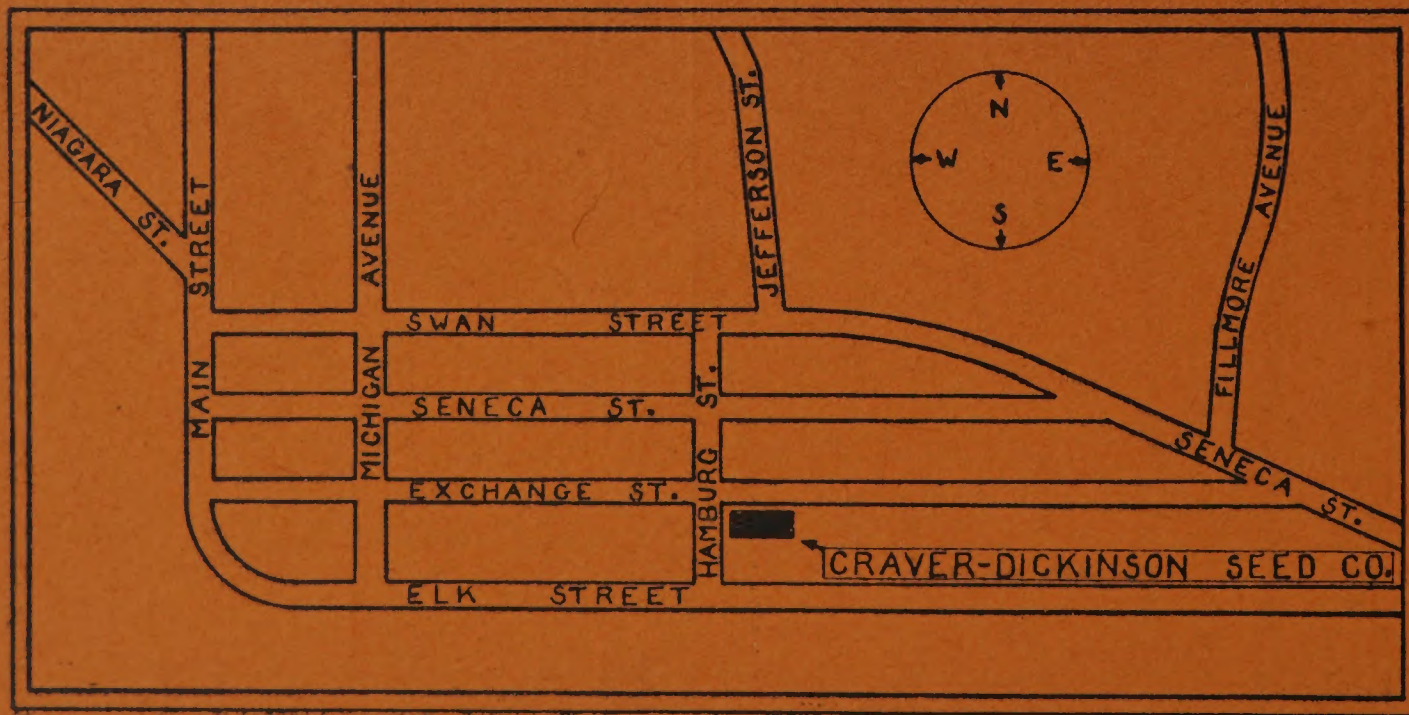 NIAGARA ST.
MAIN STREET
MICHIGAN AVENUE
JEFFERSON ST.
N
W E
S
FILLMORE AVENUE
SWAN STREET
SENECA ST.
HAMBURG ST.
SENECA ST.
EXCHANGE ST.
CRAVER-DICKINSON SEED CO.
ELK STREET